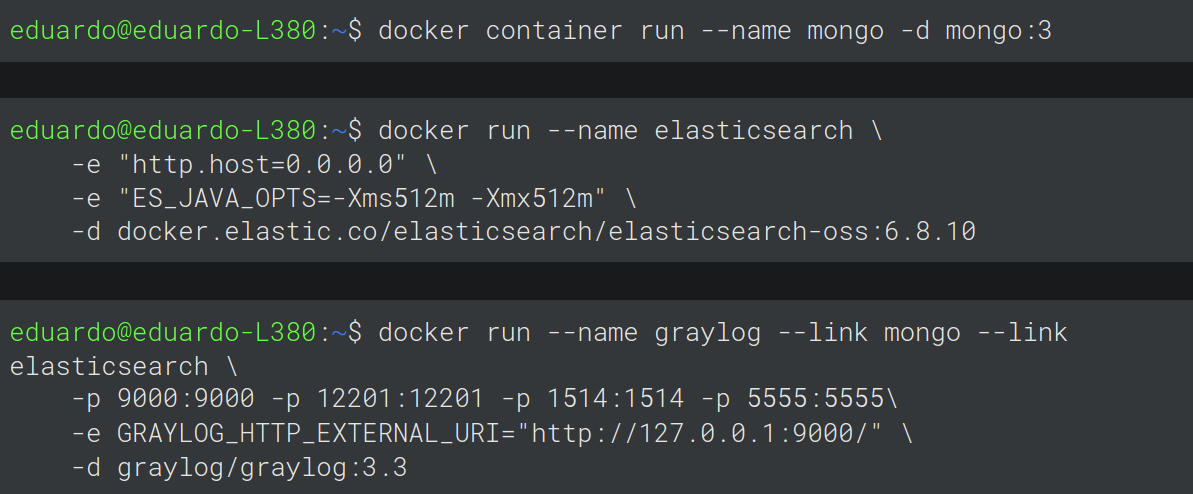 eduardo@eduardo-L380:~$ docker container run --name mongo -d mongo:3
eduardo@eduardo-L380:~$ docker run --name elasticsearch \
    -e "http.host=0.0.0.0" \
    -e "ES_JAVA_OPTS=-Xms512m -Xmx512m" \
    -d docker.elastic.co/elasticsearch/elasticsearch-oss:6.8.10
eduardo@eduardo-L380:~$ docker run --name graylog --link mongo --link
elasticsearch \
    -p 9000:9000 -p 12201:12201 -p 1514:1514 -p 5555:5555\
    -e GRAYLOG_HTTP_EXTERNAL_URI="http://127.0.0.1:9000/" \
    -d graylog/graylog:3.3